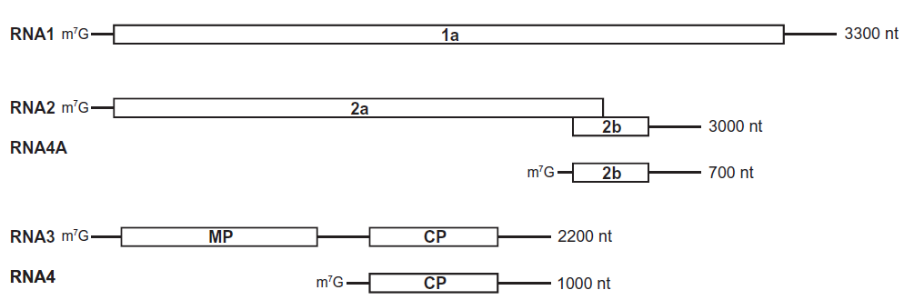 RNA1 m⁷G 1a 3300 nt
RNA2 m⁷G 2a
2b 3000 nt
RNA4A
m⁷G 2b 700 nt
RNA3 m⁷G MP CP 2200 nt
RNA4
m⁷G CP 1000 nt